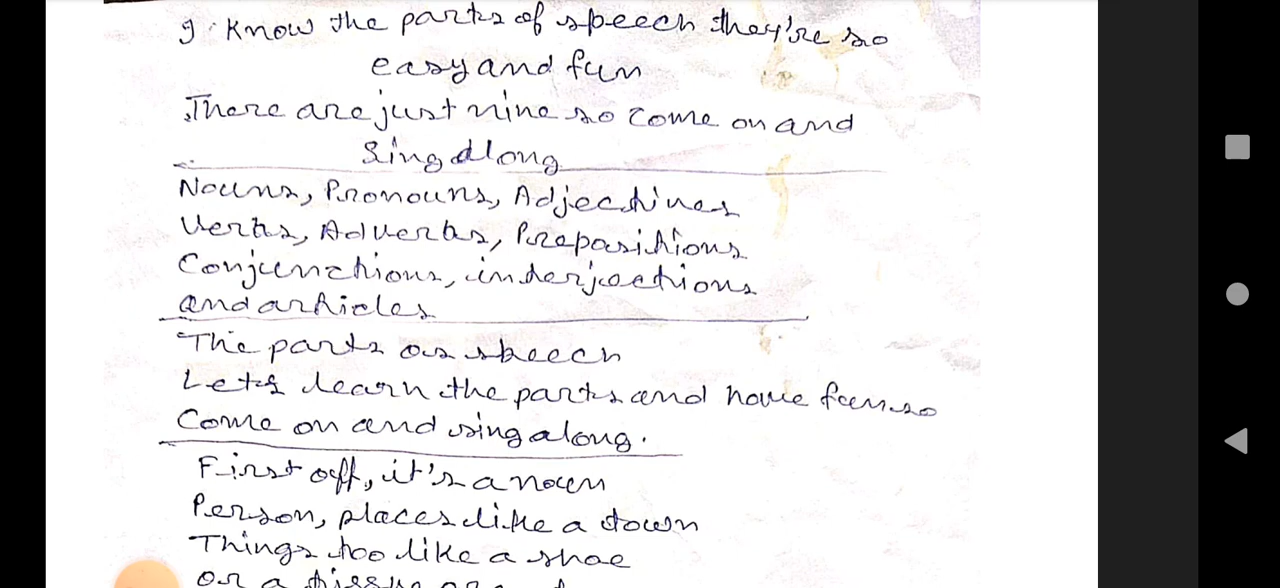 I Know the parts of speech they're so
easy and fun
There are just nine so come on and
Sing along
Nouns, Pronouns, Adjectives
Verbs, Adverbs, Prepositions
Conjunctions, interjections
and articles
The parts os speech
Let's learn the parts and have fun so
Come on and sing along.
First off, it's a noun
Person, places like a town
Things too like a shoe
or a